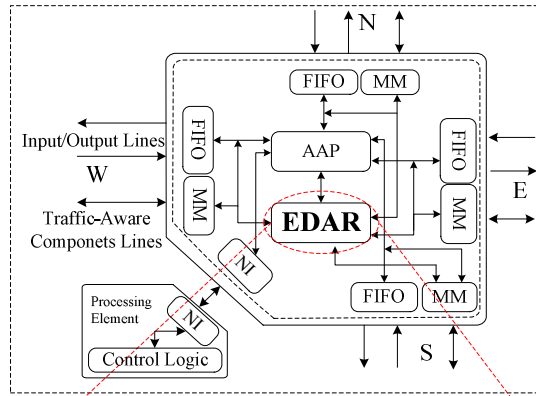 N
FIFO
MM
Input/Output Lines
FIFO
AAP
FIFO
W
E
Traffic-Aware
Componets Lines
MM
EDAR
MM
NI
Processing
Element
NI
FIFO
MM
Control Logic
S